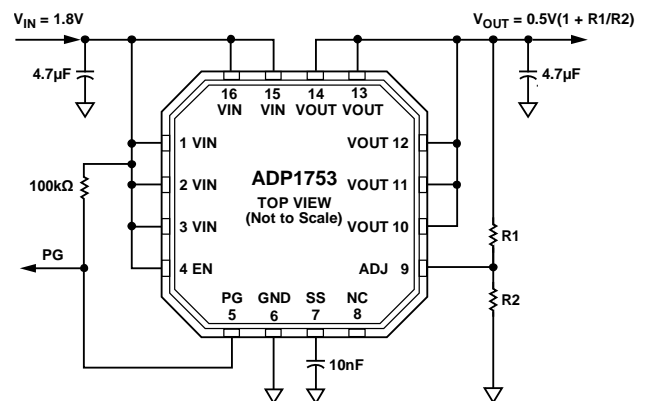 VIN = 1.8V
VOUT = 0.5V(1 + R1/R2)
4.7µF
4.7µF
16 15 14 13
VIN VIN VOUT VOUT
1 VIN
VOUT 12
100kΩ
2 VIN
ADP1753
VOUT 11
TOP VIEW
(Not to Scale)
3 VIN
VOUT 10
R1
PG
4 EN
ADJ 9
R2
PG GND SS NC
5 6 7 8
10nF